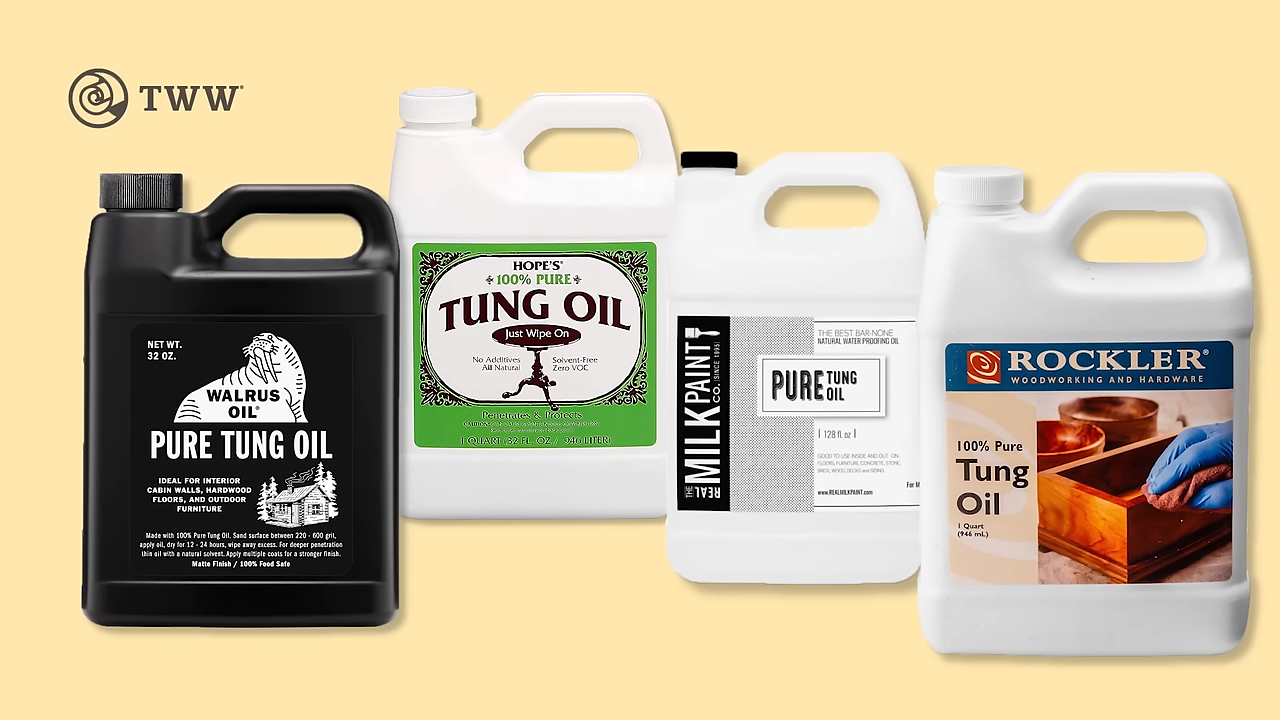 TWW
NET WT.
32 OZ.
WALRUS
OIL®
PURE TUNG OIL
IDEAL FOR INTERIOR
CABIN WALLS, HARDWOOD
FLOORS, AND OUTDOOR
FURNITURE
Made with 100% Pure Tung Oil. Sand surface between 220 - 600 grit,
apply oil, dry for 12 - 24 hours, wipe away excess. For deeper penetration
thin oil with a natural solvent. Apply multiple coats for a stronger finish.
Matte Finish / 100% Food Safe
HOPE'S®
100% PURE
TUNG OIL
Just Wipe On
No Additives
All Natural
Solvent-Free
Zero VOC
Penetrates & Protects
CAUTION:
1 QUART (32 FL. OZ. / 946 LITER)
THE REAL MILK PAINT CO. | SINCE 1995 |
THE BEST BAR-NONE
NATURAL WATER PROOFING OIL
PURE TUNG OIL
| 128 fl. oz |
GOOD TO USE INSIDE AND OUT ON
FLOORS, FURNITURE, CONCRETE, STONE,
BRICK, WOOD, DECKS and SIDING
www.REALMILKPAINT.com
For M
ROCKLER®
WOODWORKING AND HARDWARE
100% Pure
Tung
Oil
1 Quart
(946 mL)